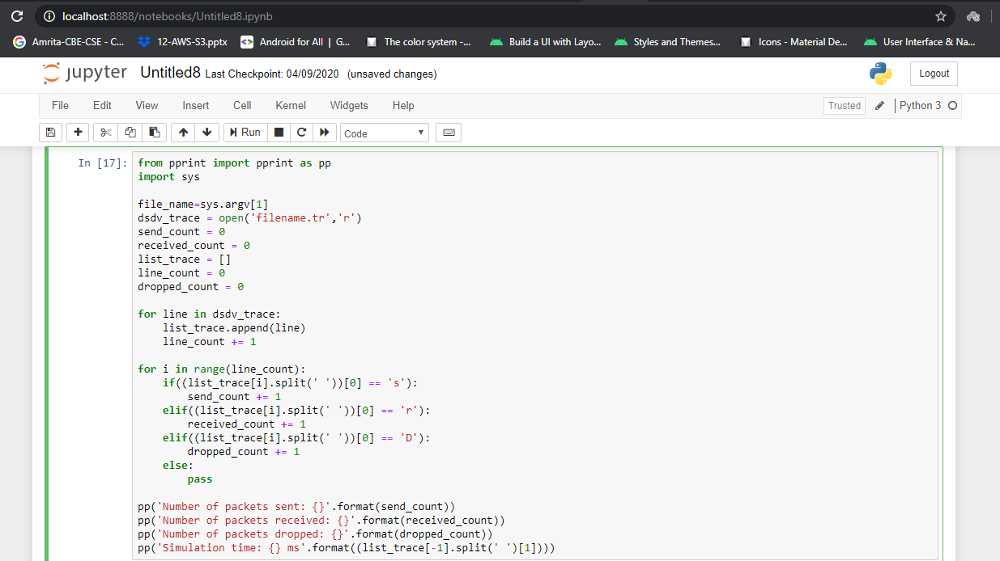 localhost:8888/notebooks/Untitled8.ipynb
Amrita-CBE-CSE - C...
12-AWS-S3.pptx
Android for All | G...
The color system -...
Build a UI with Layo...
Styles and Themes...
Icons - Material De...
User Interface & Na...
jupyter Untitled8 Last Checkpoint: 04/09/2020 (unsaved changes)
Logout
File Edit View Insert Cell Kernel Widgets Help
Trusted
Python 3
Run
Code
In [17]:
from pprint import pprint as pp
import sys

file_name=sys.argv[1]
dsdv_trace = open('filename.tr','r')
send_count = 0
received_count = 0
list_trace = []
line_count = 0
dropped_count = 0

for line in dsdv_trace:
    list_trace.append(line)
    line_count += 1

for i in range(line_count):
    if((list_trace[i].split(' '))[0] == 's'):
        send_count += 1
    elif((list_trace[i].split(' '))[0] == 'r'):
        received_count += 1
    elif((list_trace[i].split(' '))[0] == 'D'):
        dropped_count += 1
    else:
        pass

pp('Number of packets sent: {}'.format(send_count))
pp('Number of packets received: {}'.format(received_count))
pp('Number of packets dropped: {}'.format(dropped_count))
pp('Simulation time: {} ms'.format((list_trace[-1].split(' ')[1])))